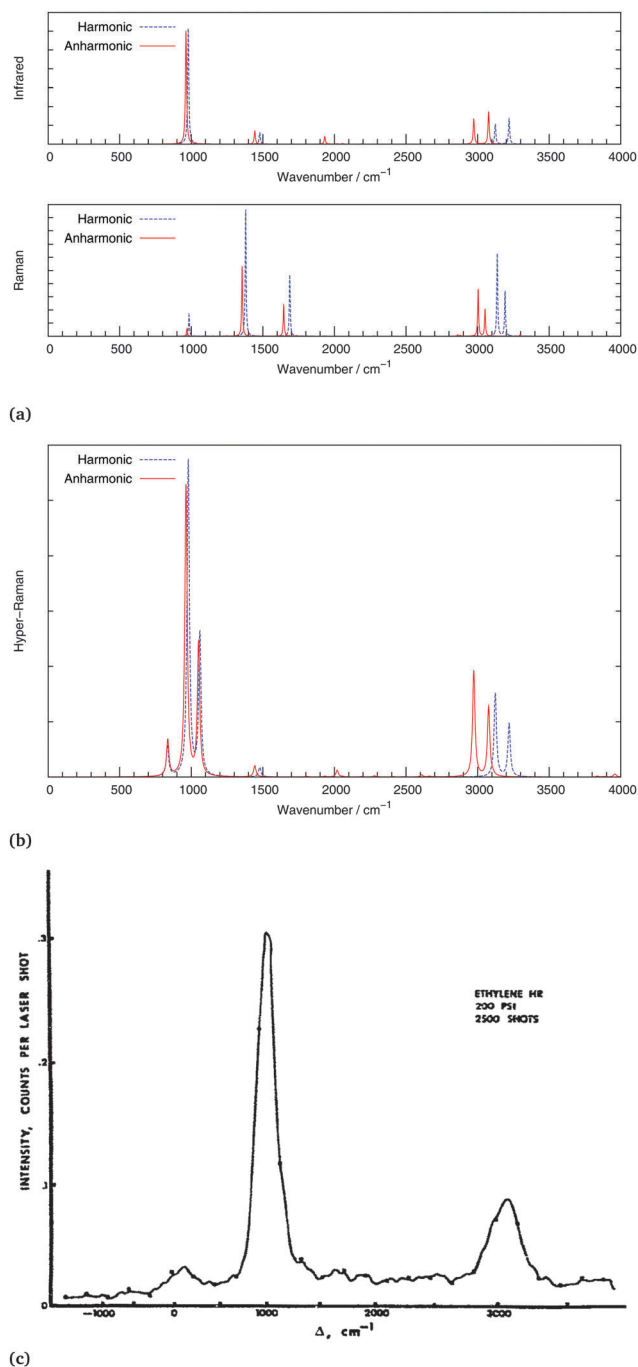 Harmonic
Anharmonic
Infrared
0 500 1000 1500 2000 2500 3000 3500 4000
Wavenumber / cm⁻¹
Harmonic
Anharmonic
Raman
0 500 1000 1500 2000 2500 3000 3500 4000
Wavenumber / cm⁻¹
(a)
Harmonic
Anharmonic
Hyper−Raman
0 500 1000 1500 2000 2500 3000 3500 4000
Wavenumber / cm⁻¹
(b)
INTENSITY, COUNTS PER LASER SHOT
.3
.2
.1
0
ETHYLENE HR
200 PSI
2500 SHOTS
−1000 0 1000 2000 3000
Δ, cm⁻¹
(c)